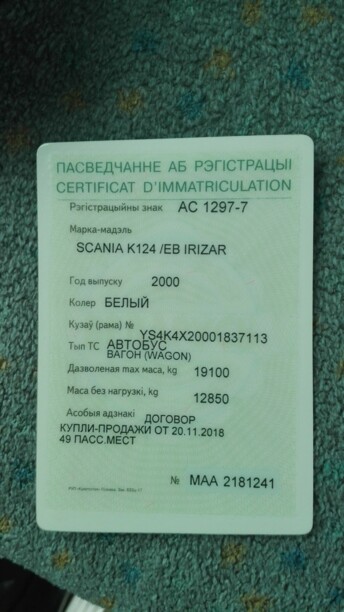 ПАСВЕДЧАННЕ АБ РЭГІСТРАЦЫІ
CERTIFICAT D'IMMATRICULATION
Рэгістрацыйны знак АС 1297-7
Марка-мадэль
SCANIA K124 /EB IRIZAR
Год выпуску 2000
Колер БЕЛЫЙ
Кузаў (рама) № YS4K4X20001837113
Тып ТС АВТОБУС
ВАГОН (WAGON)
Дазволеная max маса, kg 19100
Маса без нагрузкі, kg 12850
Асобыя адзнакі ДОГОВОР
КУПЛИ-ПРОДАЖИ ОТ 20.11.2018
49 ПАСС.МЕСТ
№ МАА 2181241